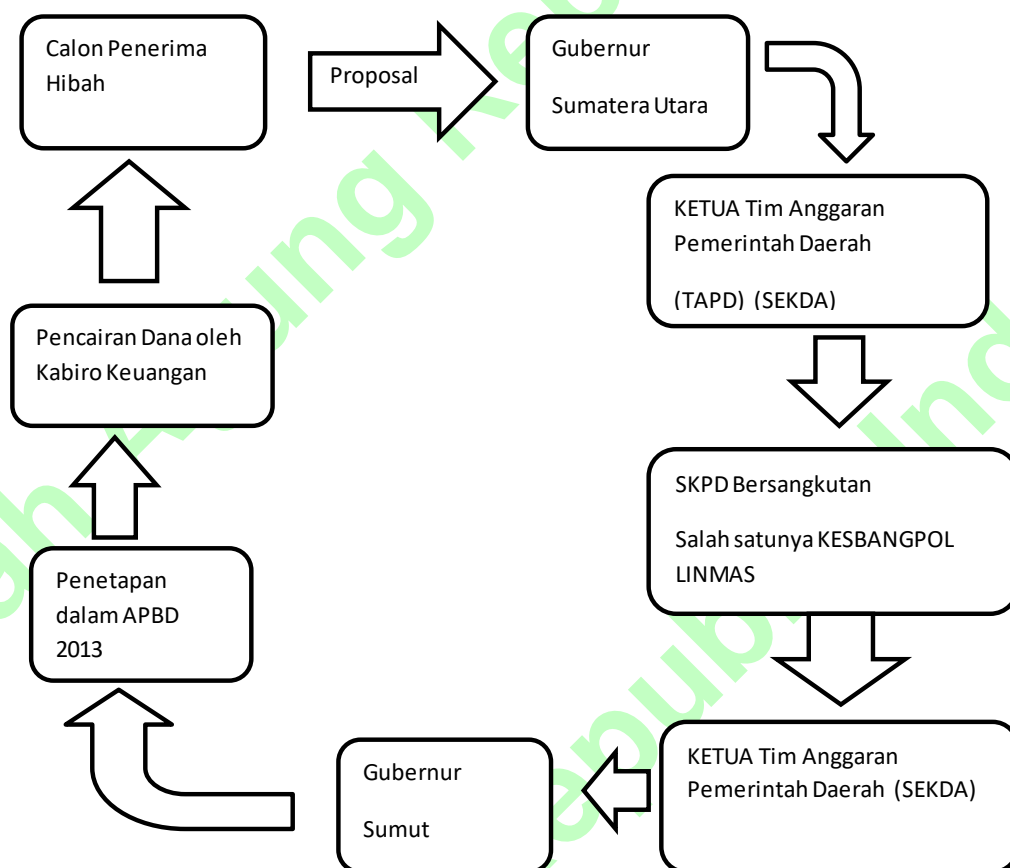 Calon Penerima
Hibah
Proposal
Gubernur
Sumatera Utara
KETUA Tim Anggaran
Pemerintah Daerah
(TAPD) (SEKDA)
SKPD Bersangkutan
Salah satunya KESBANGPOL
LINMAS
KETUA Tim Anggaran
Pemerintah Daerah (SEKDA)
Gubernur
Sumut
Penetapan
dalam APBD
2013
Pencairan Dana oleh
Kabiro Keuangan